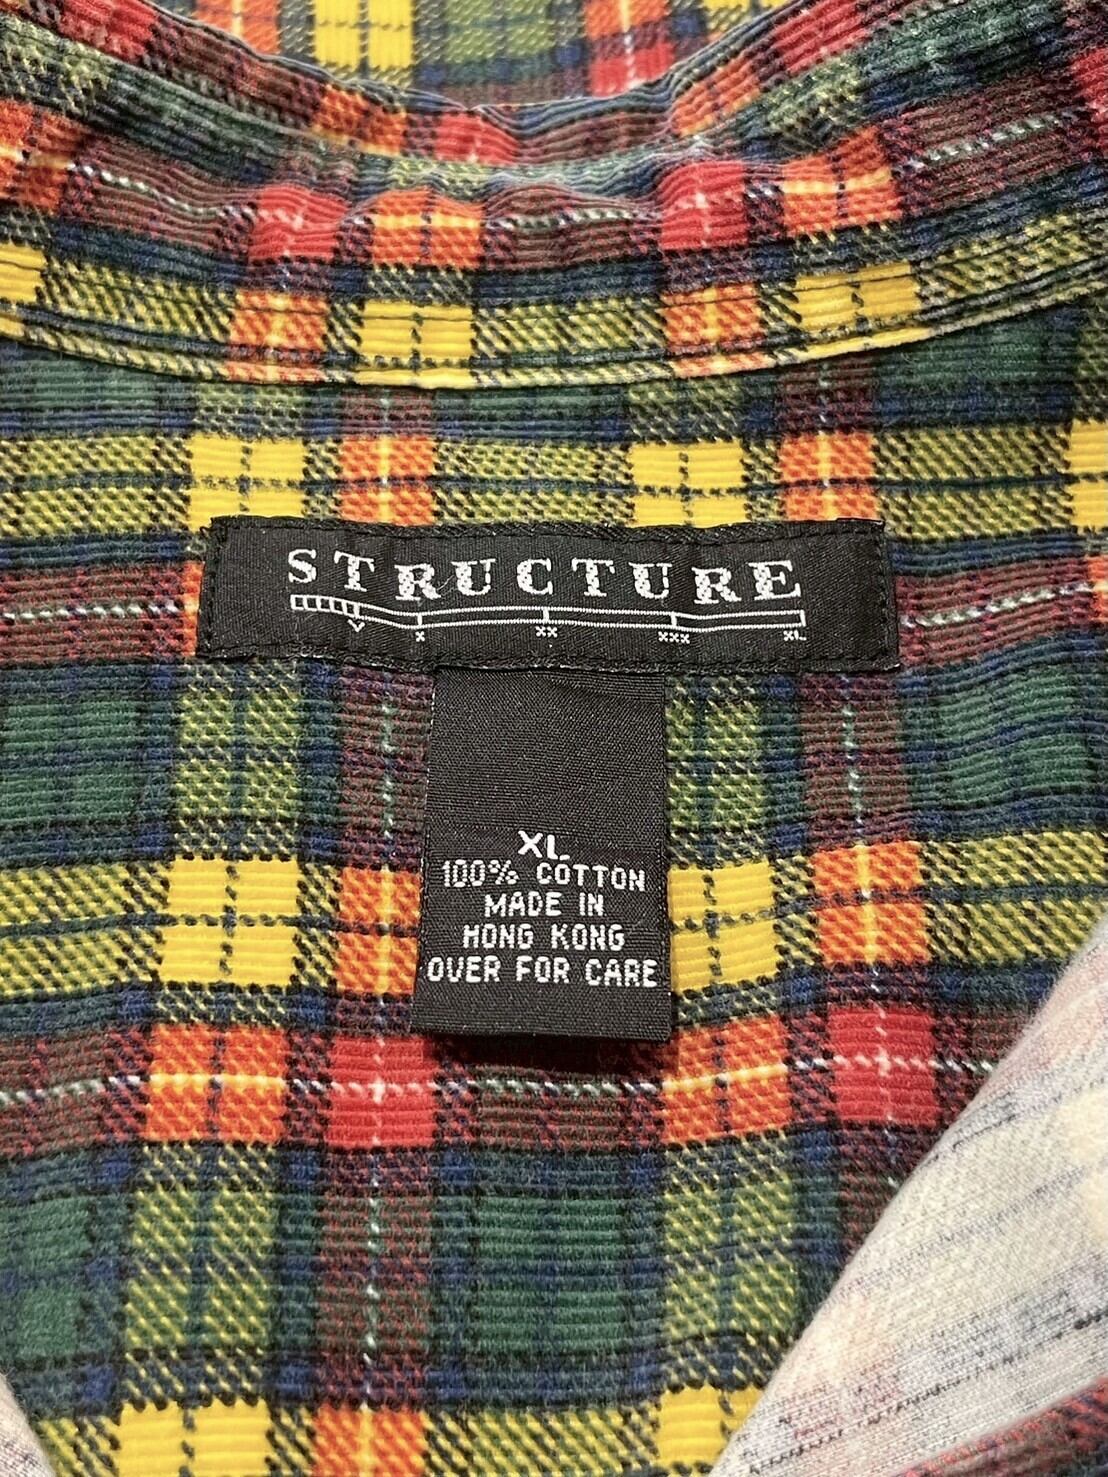 STRUCTURE
V X XX XXX XL
XL
100% COTTON
MADE IN
HONG KONG
OVER FOR CARE